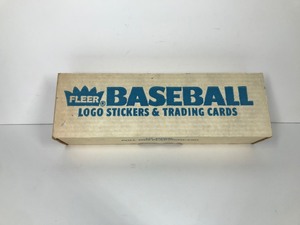 FLEER® BASEBALL
LOGO STICKERS & TRADING CARDS